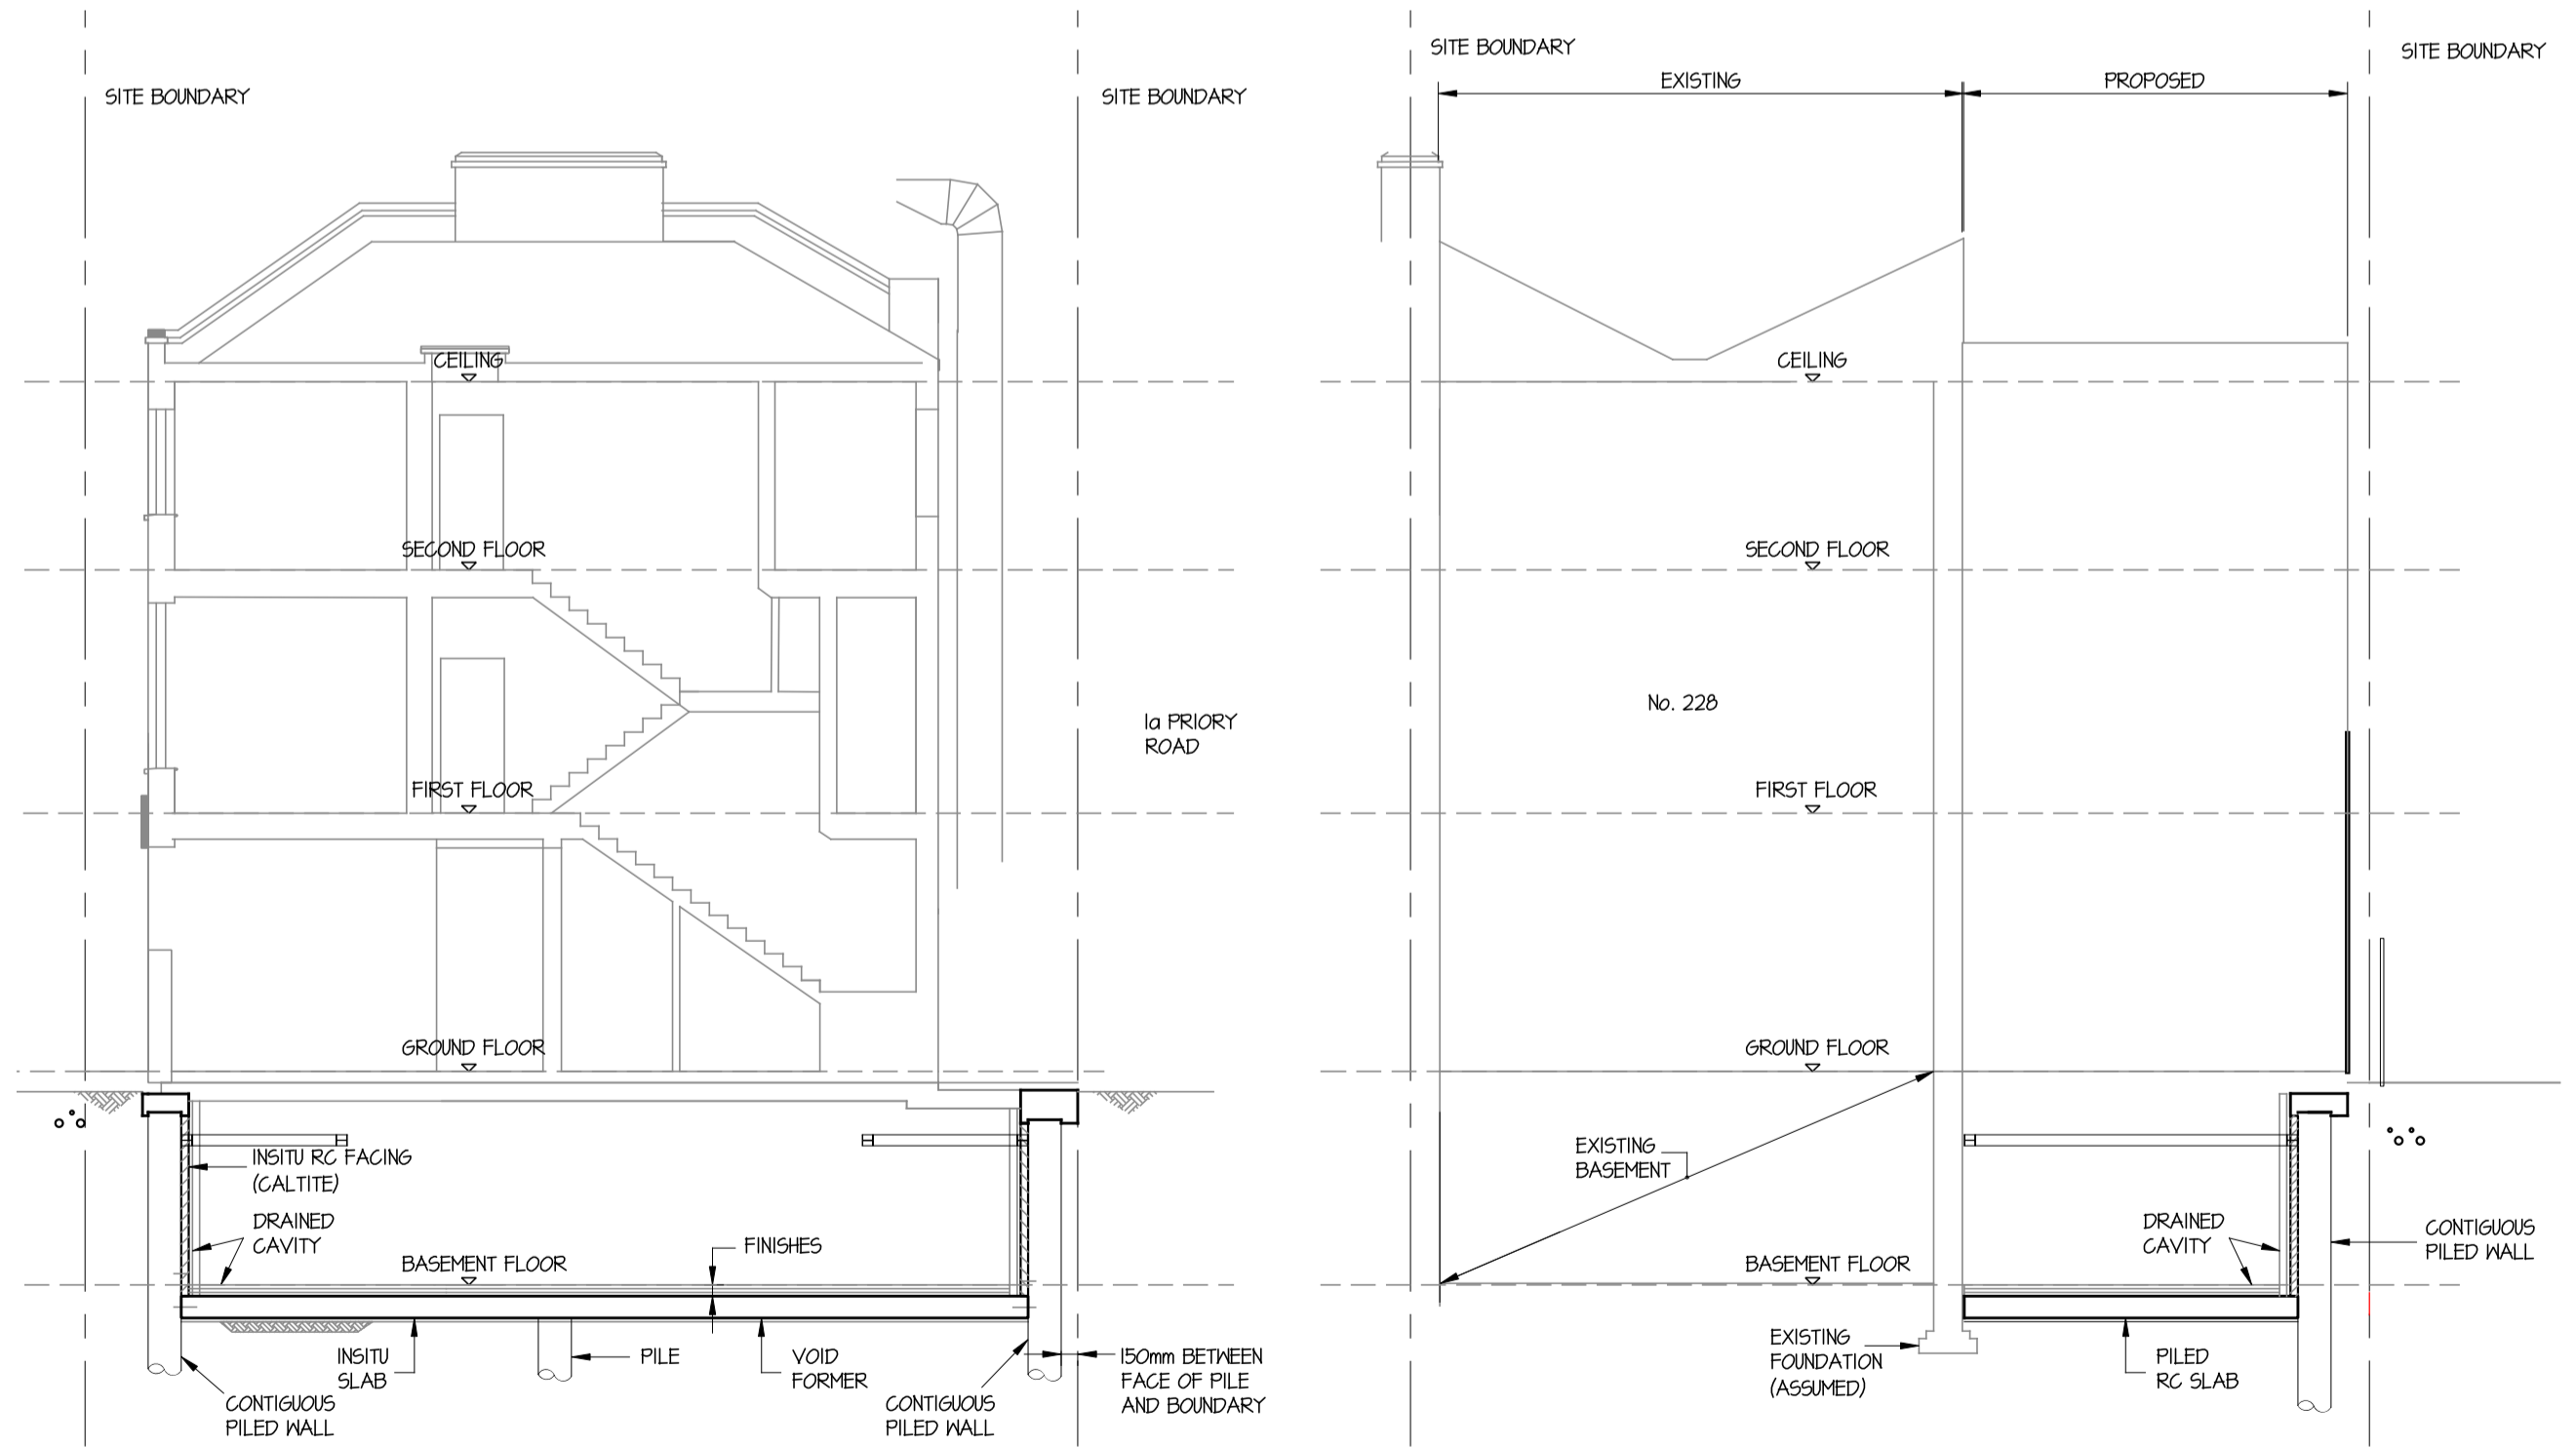 SITE BOUNDARY
SITE BOUNDARY
CEILING
SECOND FLOOR
1a PRIORY
ROAD
FIRST FLOOR
GROUND FLOOR
INSITU RC FACING
(CALTITE)
DRAINED
CAVITY
FINISHES
BASEMENT FLOOR
INSITU
SLAB
PILE
VOID
FORMER
150mm BETWEEN
FACE OF PILE
AND BOUNDARY
CONTIGUOUS
PILED WALL
CONTIGUOUS
PILED WALL
SITE BOUNDARY
SITE BOUNDARY
EXISTING
PROPOSED
CEILING
SECOND FLOOR
No. 228
FIRST FLOOR
GROUND FLOOR
EXISTING
BASEMENT
DRAINED
CAVITY
CONTIGUOUS
PILED WALL
BASEMENT FLOOR
EXISTING
FOUNDATION
(ASSUMED)
PILED
RC SLAB